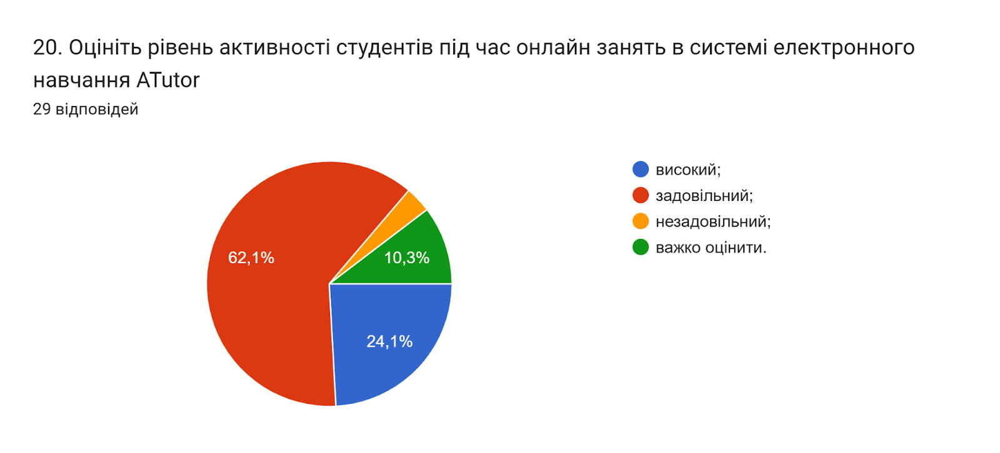 20. Оцініть рівень активності студентів під час онлайн занять в системі електронного
навчання ATutor
29 відповідей
високий;
задовільний;
незадовільний;
важко оцінити.
62,1%
10,3%
24,1%